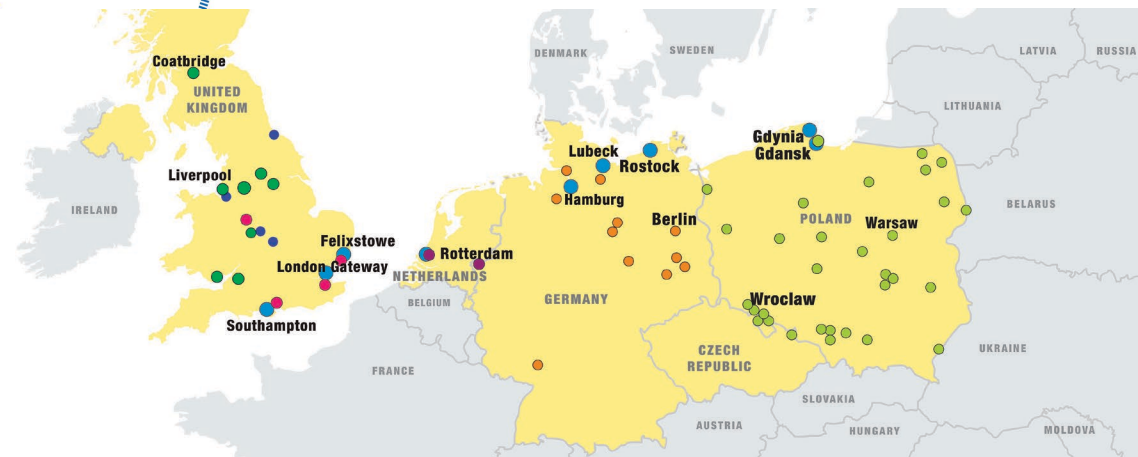 DENMARK
SWEDEN
LATVIA
RUSSIA
Coatbridge
UNITED
KINGDOM
LITHUANIA
Gdynia
Gdansk
Lubeck
Rostock
Liverpool
Hamburg
IRELAND
BELARUS
Berlin
POLAND
Warsaw
Felixstowe
Rotterdam
London Gateway
NETHERLANDS
BELGIUM
GERMANY
Wroclaw
Southampton
CZECH
REPUBLIC
UKRAINE
FRANCE
SLOVAKIA
AUSTRIA
HUNGARY
MOLDOVA